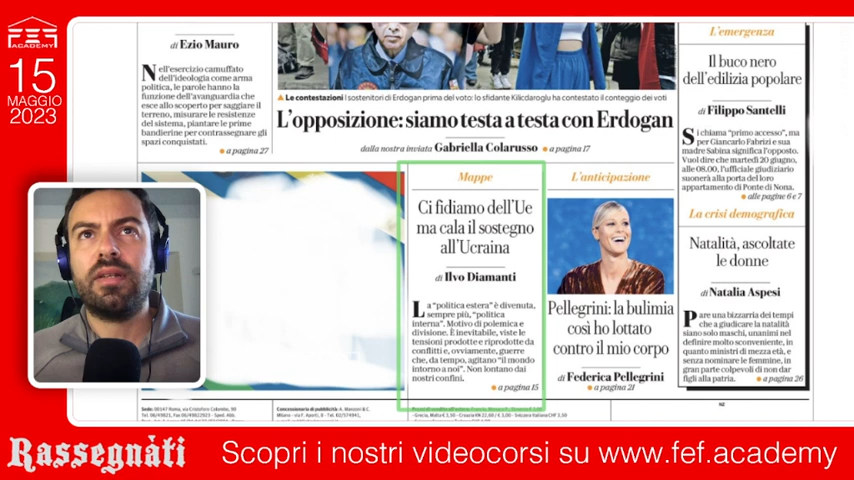 FEF
ACADEMY
15
MAGGIO
2023
di Ezio Mauro
Nell'esercizio camuffato
dell'ideologia come arma
politica, le parole hanno la
funzione dell'avanguardia che
esce allo scoperto per saggiare il
terreno, misurare le resistenze
del sistema, piantare le prime
bandierine per contrassegnare gli
spazi conquistati.
a pagina 27
Le contestazioni I sostenitori di Erdogan prima del voto: lo sfidante Kilicdaroglu ha contestato il conteggio dei voti
L'opposizione: siamo testa a testa con Erdogan
dalla nostra inviata Gabriella Colarusso a pagina 17
Mappe
Ci fidiamo dell'Ue
ma cala il sostegno
all'Ucraina
di Ilvo Diamanti
La "politica estera" è divenuta,
sempre più, "politica
interna". Motivo di polemica e
divisione. È inevitabile, viste le
tensioni prodotte e riprodotte da
conflitti e, ovviamente, guerre
che, da tempo, agitano "il mondo
intorno a noi". Non lontano dai
nostri confini.
a pagina 15
L'anticipazione
Pellegrini: la bulimia
così ho lottato
contro il mio corpo
di Federica Pellegrini
a pagina 21
L'emergenza
Il buco nero
dell'edilizia popolare
di Filippo Santelli
Si chiama "primo accesso", ma
per Giancarlo Fabrizi e sua
madre Sabina significa l'opposto.
Vuol dire che martedì 20 giugno,
alle 08.00, l'ufficiale giudiziario
suonerà alla porta del loro
appartamento di Ponte di Nona.
alle pagine 6 e 7
La crisi demografica
Natalità, ascoltate
le donne
di Natalia Aspesi
Pare una bizzarria dei tempi
che a giudicare la natalità
siano solo maschi, unanimi nel
definire molto sconveniente, in
quanto ministri di mezza età, e
senza nominare le femmine, in
gran parte colpevoli di non dar
figli alla patria.
a pagina 26
Sede: 00147 Roma, via Cristoforo Colombo, 90
Concessionaria di pubblicità: A. Manzoni & C.
NZ
Rassegnàti
Scopri i nostri videocorsi su www.fef.academy